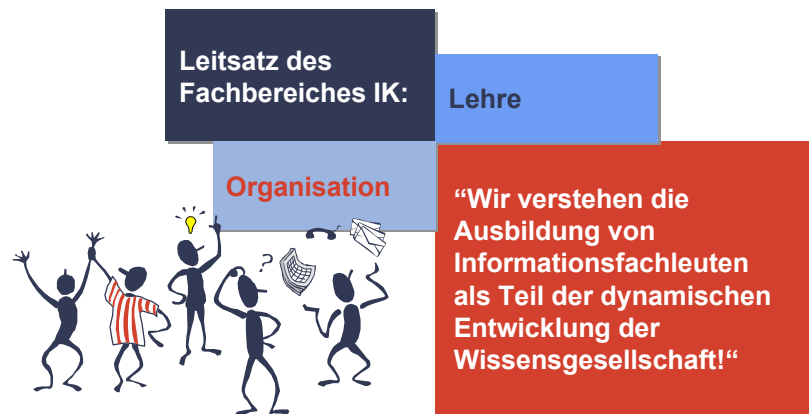 Leitsatz des
Fachbereiches IK:
Lehre
Organisation
“Wir verstehen die
Ausbildung von
Informationsfachleuten
als Teil der dynamischen
Entwicklung der
Wissensgesellschaft!“
?